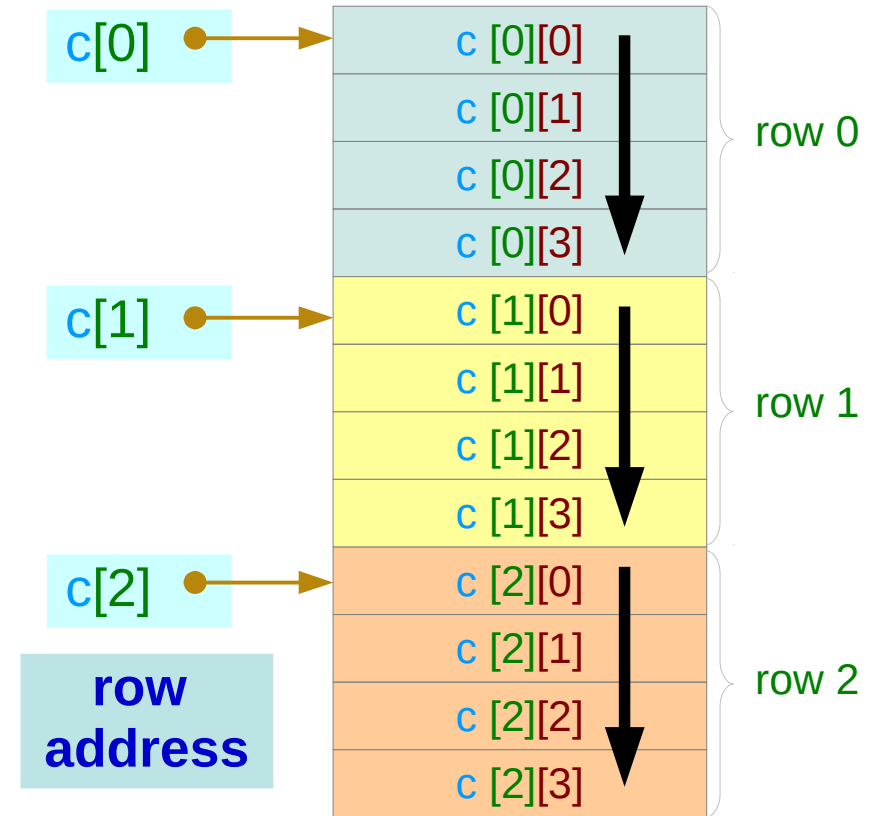 c[0]
c [0][0]
c [0][1]
row 0
c [0][2]
c [0][3]
c[1]
c [1][0]
c [1][1]
row 1
c [1][2]
c [1][3]
c[2]
c [2][0]
c [2][1]
row 2
c [2][2]
c [2][3]
row
address